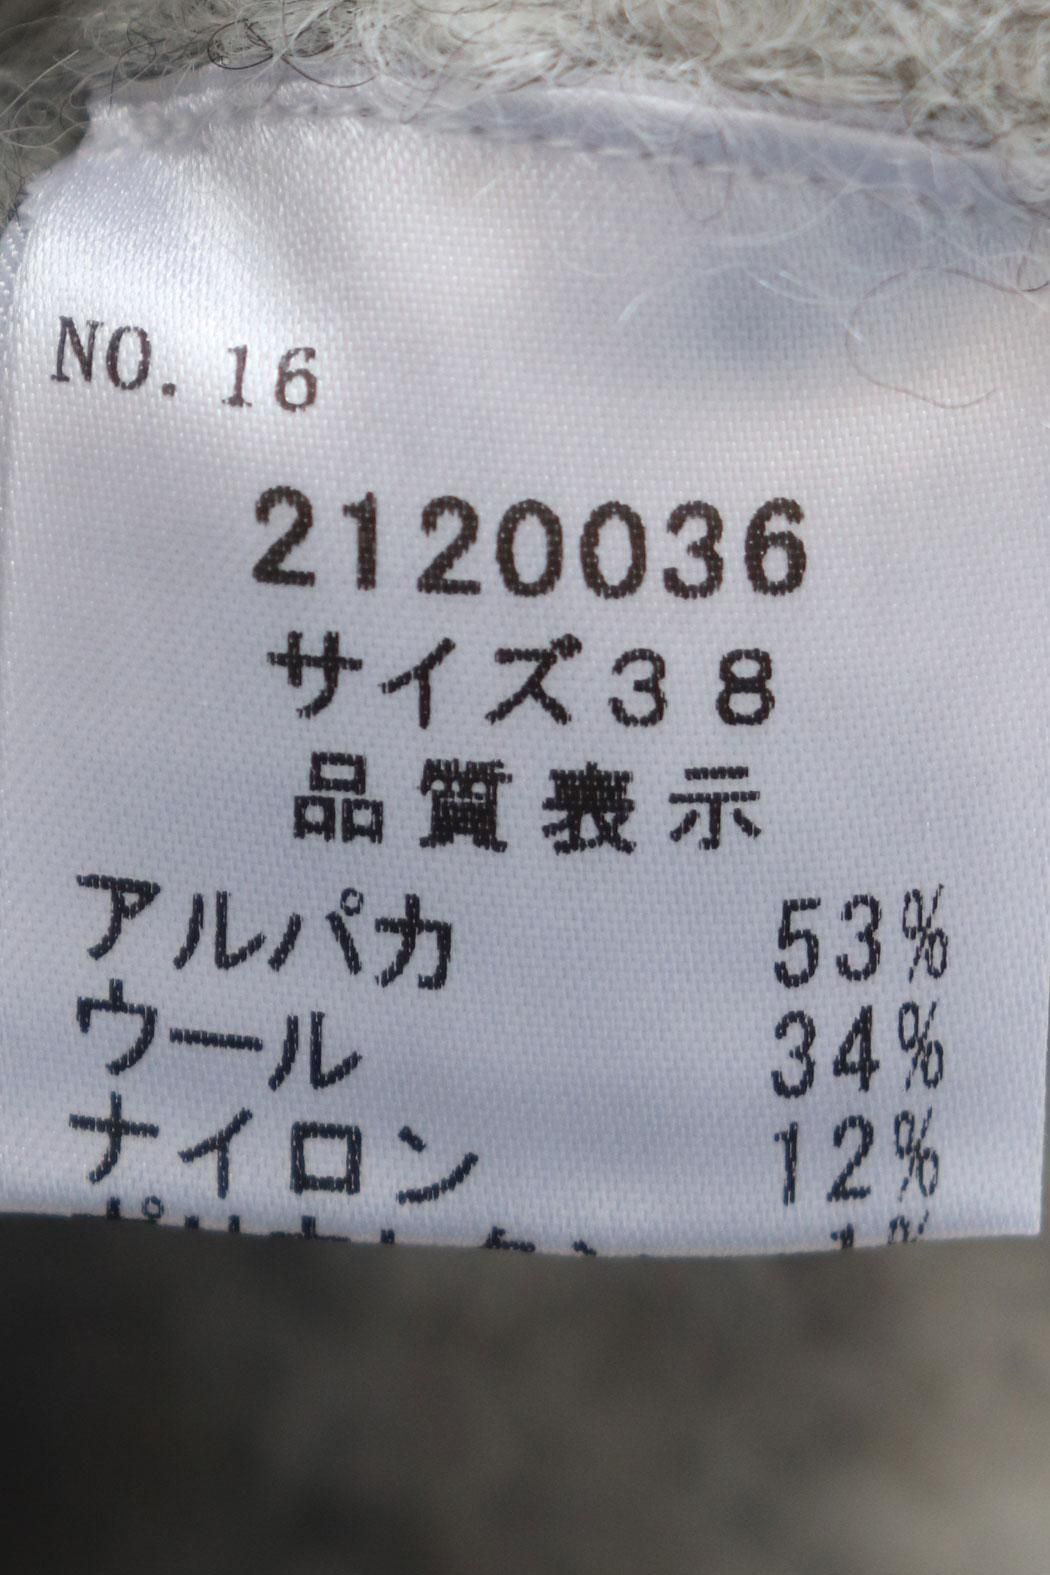 NO. 16
2120036
サイズ38
品質表示
アルパカ 53%
ウール 34%
ナイロン 12%